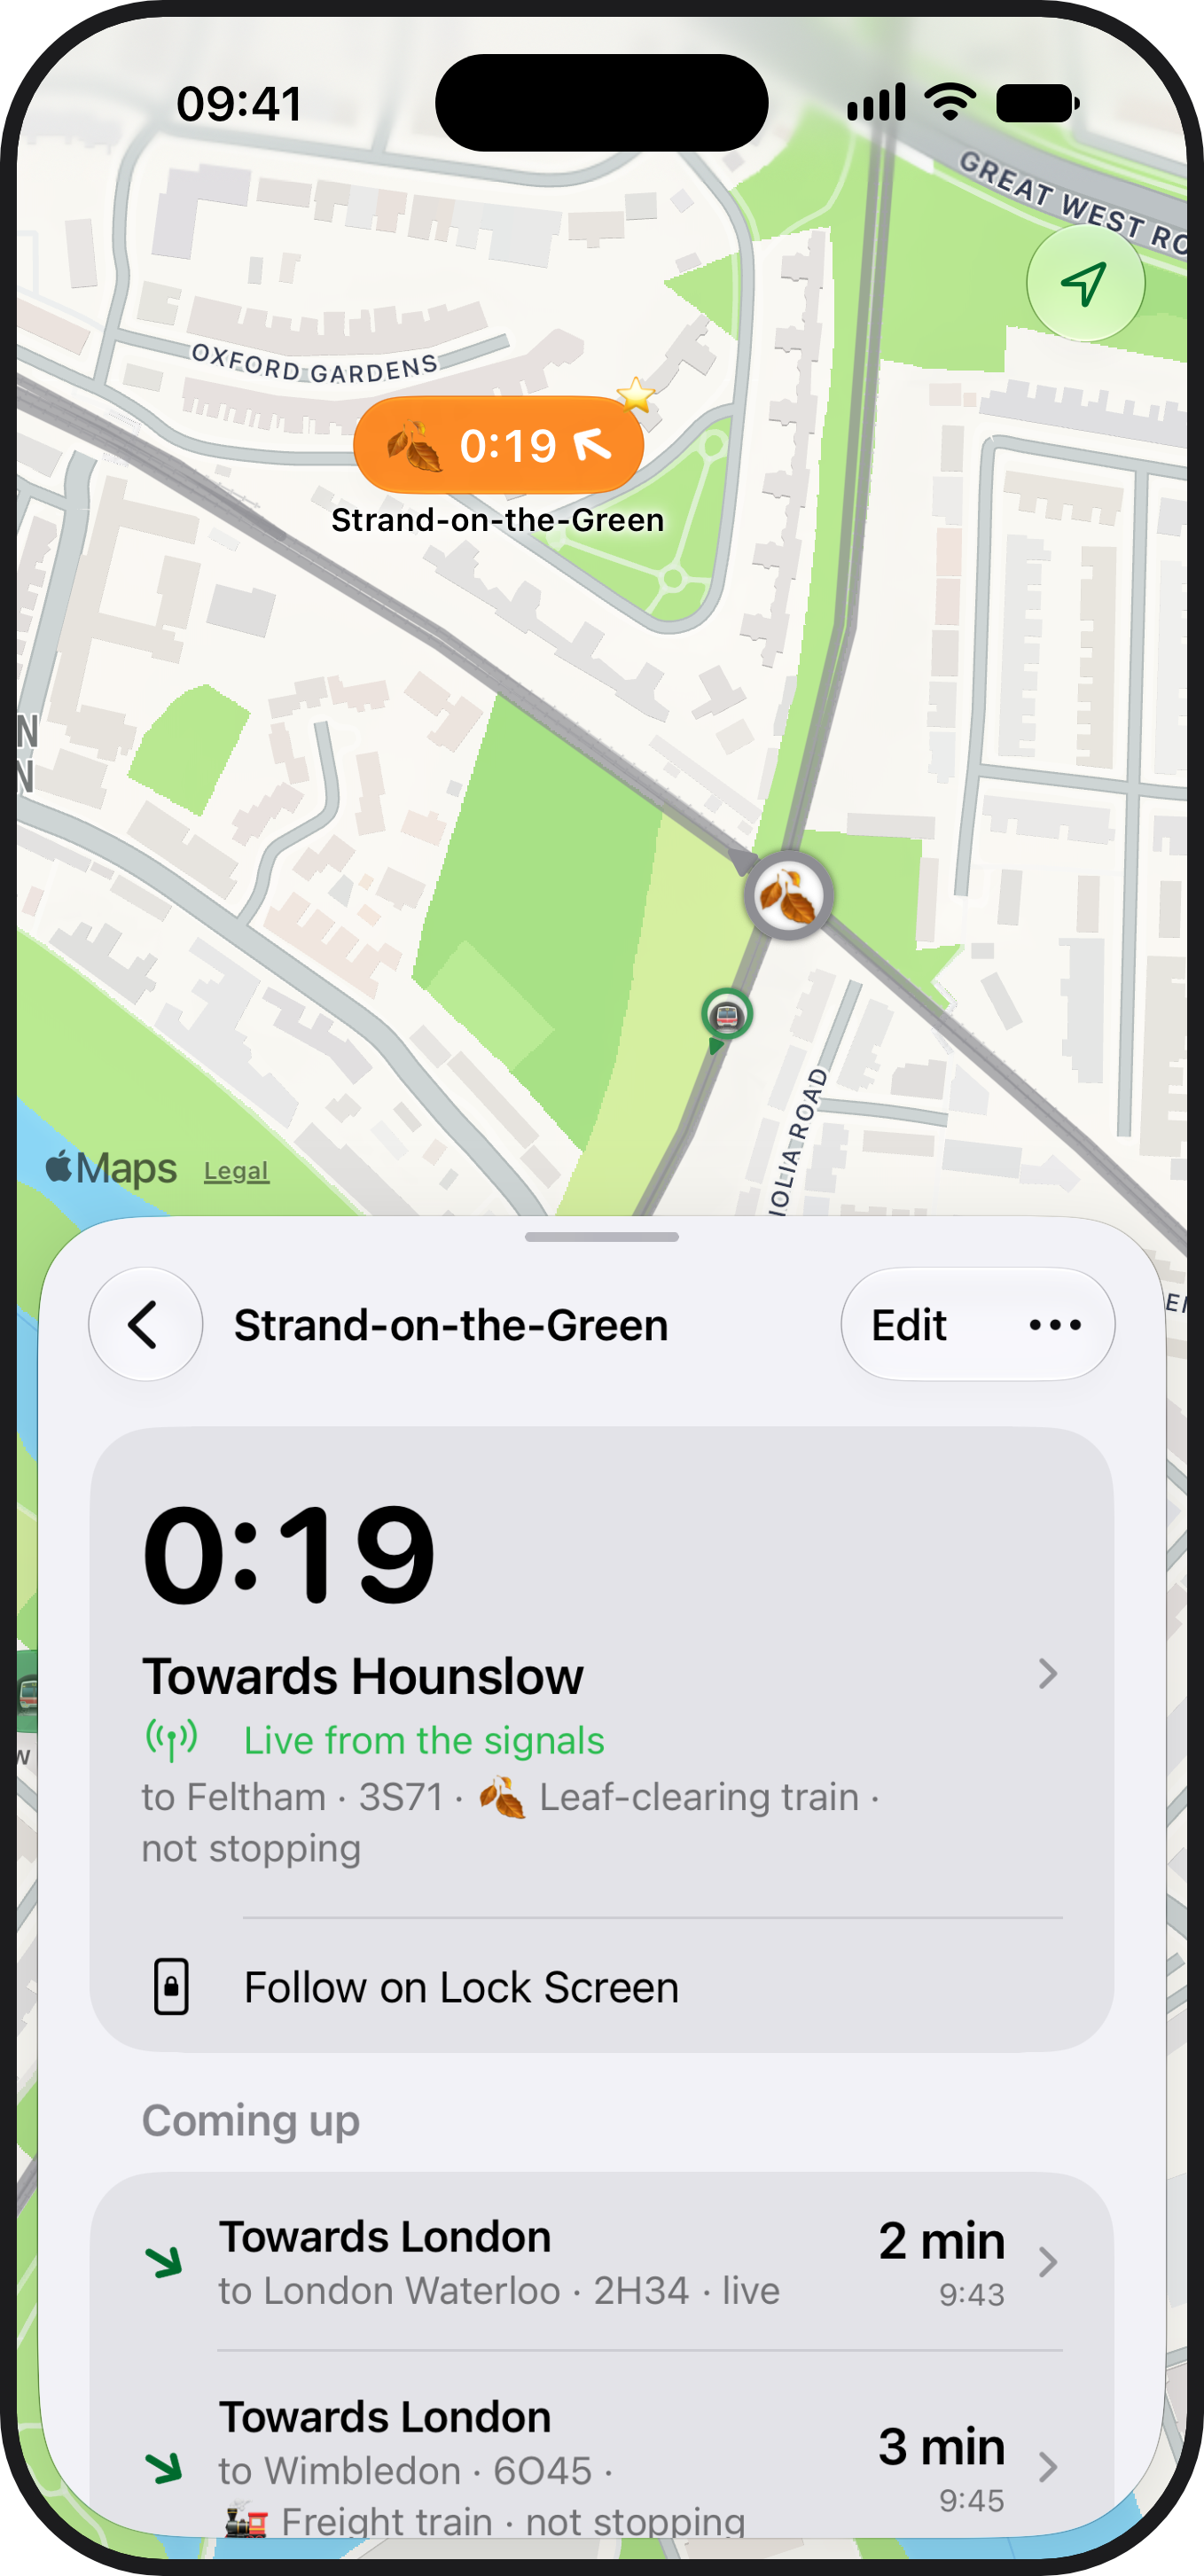 09:41
GREAT WEST RO
OXFORD GARDENS
0:19
Strand-on-the-Green
N
N
IOLIA ROAD
Maps Legal
Strand-on-the-Green
Edit
0:19
Towards Hounslow
Live from the signals
to Feltham · 3S71 · 🍂 Leaf-clearing train ·
not stopping
Follow on Lock Screen
Coming up
Towards London
2 min
to London Waterloo · 2H34 · live
9:43
Towards London
3 min
to Wimbledon · 6O45 ·
9:45
🚂 Freight train · not stopping